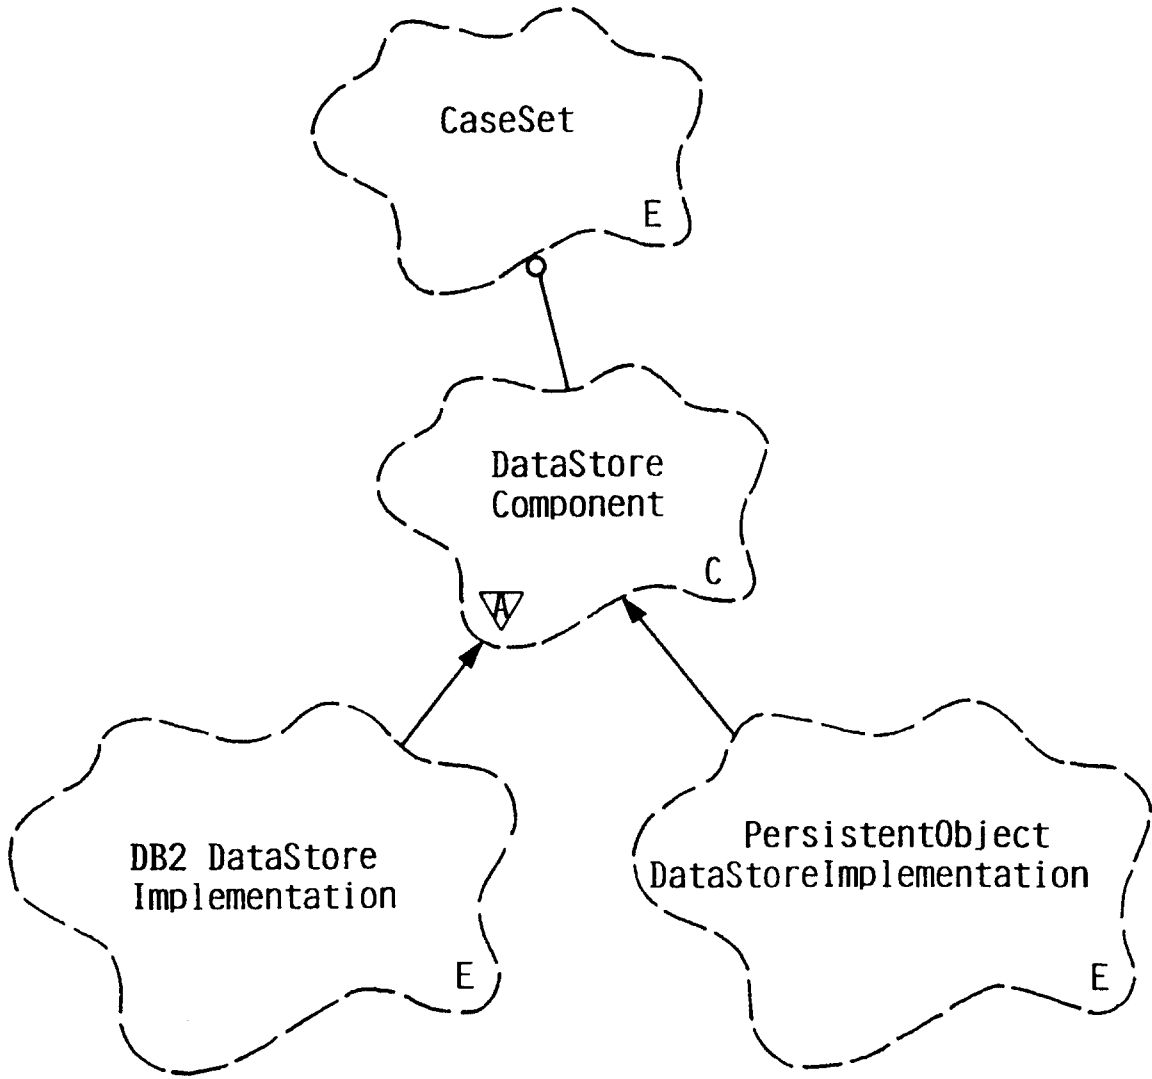 CaseSet
E
DataStore
Component
C
A
DB2 DataStore
Implementation
E
PersistentObject
DataStoreImplementation
E